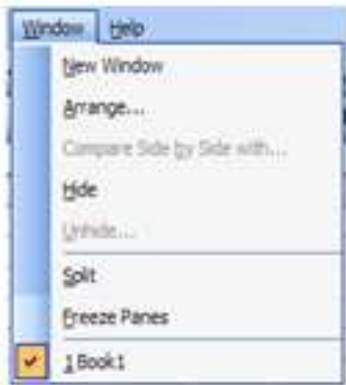 Window Help
New Window
Arrange...
Compare Side by Side with...
Hide
Unhide...
Split
Freeze Panes
1 Book1